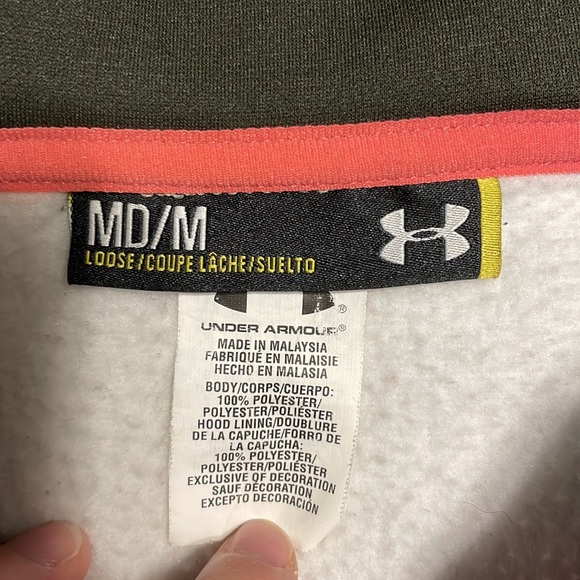 MD/M
LOOSE/COUPE LÂCHE/SUELTO
®
UNDER ARMOUR®
MADE IN MALAYSIA
FABRIQUÉ EN MALAISIE
HECHO EN MALASIA
BODY/CORPS/CUERPO:
100% POLYESTER/
POLYESTER/POLIÉSTER
HOOD LINING/DOUBLURE
DE LA CAPUCHE/FORRO DE
LA CAPUCHA:
100% POLYESTER/
POLYESTER/POLIÉSTER
EXCLUSIVE OF DECORATION
SAUF DÉCORATION
EXCEPTO DECORACIÓN